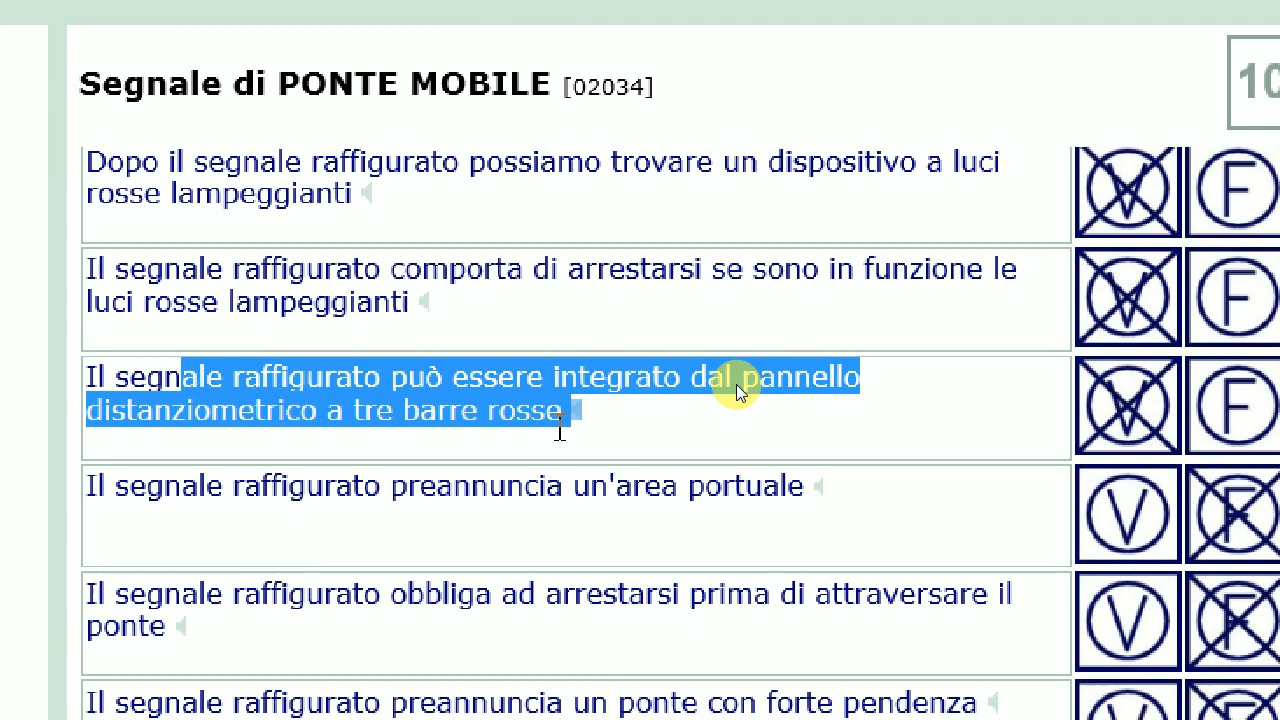 Segnale di PONTE MOBILE [02034]
10
Dopo il segnale raffigurato possiamo trovare un dispositivo a luci
rosse lampeggianti
V F
Il segnale raffigurato comporta di arrestarsi se sono in funzione le
luci rosse lampeggianti
V F
Il segnale raffigurato può essere integrato dal pannello
distanziometrico a tre barre rosse
V F
Il segnale raffigurato preannuncia un'area portuale
V F
Il segnale raffigurato obbliga ad arrestarsi prima di attraversare il
ponte
V F
Il segnale raffigurato preannuncia un ponte con forte pendenza